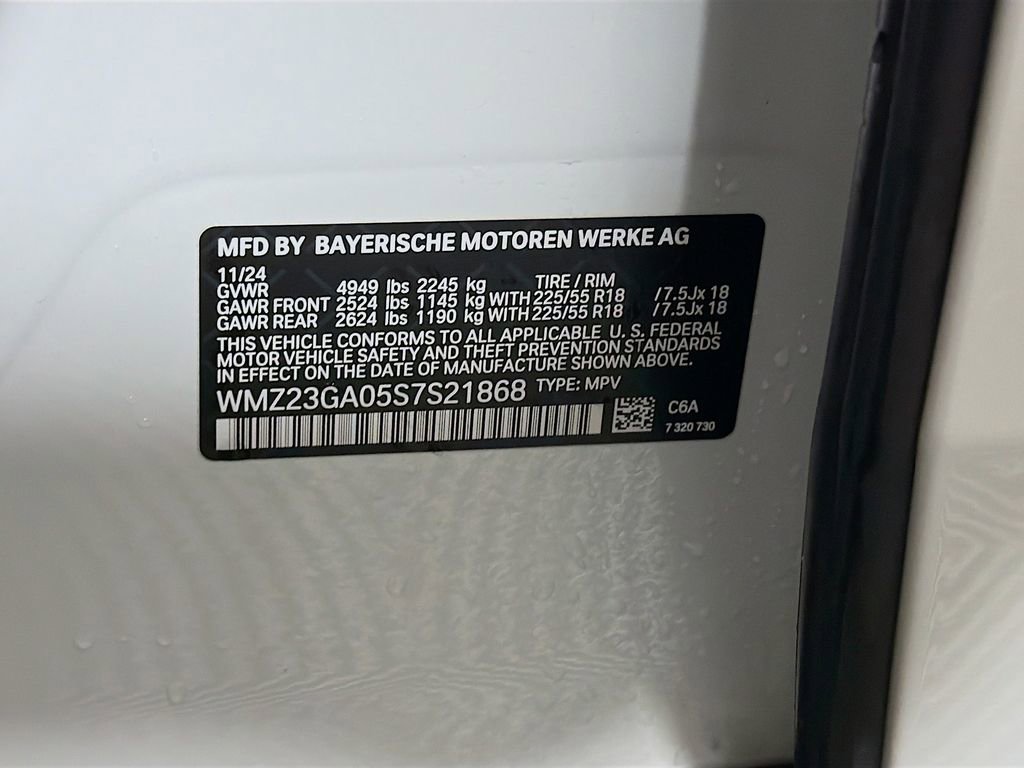 MFD BY BAYERISCHE MOTOREN WERKE AG
11/24 TIRE / RIM
GVWR 4949 lbs 2245 kg
GAWR FRONT 2524 lbs 1145 kg WITH 225/55 R18 /7.5Jx 18
GAWR REAR 2624 lbs 1190 kg WITH 225/55 R18 /7.5Jx 18
THIS VEHICLE CONFORMS TO ALL APPLICABLE U. S. FEDERAL
MOTOR VEHICLE SAFETY AND THEFT PREVENTION STANDARDS
IN EFFECT ON THE DATE OF MANUFACTURE SHOWN ABOVE.
WMZ23GA05S7S21868 TYPE: MPV
C6A
7 320 730